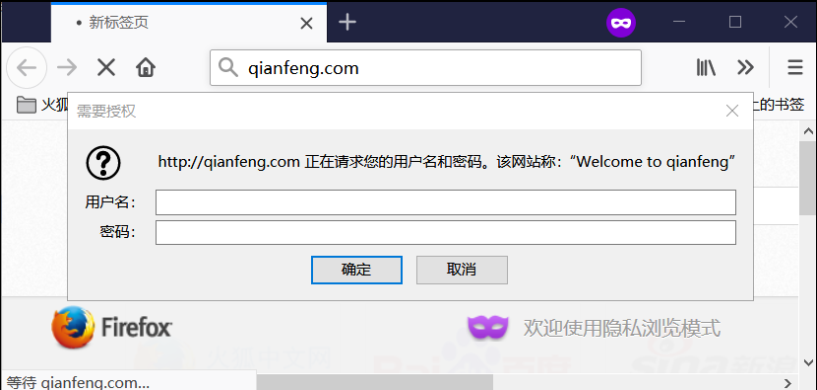 • 新标签页
qianfeng.com
火狐
上的书签
需要授权
http://qianfeng.com 正在请求您的用户名和密码。该网站称：“Welcome to qianfeng”
用户名：
密码：
确定
取消
Firefox
欢迎使用隐私浏览模式
等待 qianfeng.com...